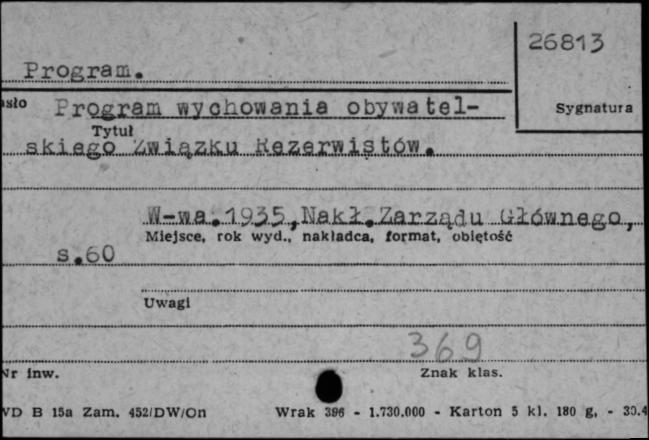 26813
Program.
asło Program wychowania obywatel-
Sygnatura
Tytuł
skiego Związku Rezerwistów.
W-wa.1935,Nakł.Zarządu Głównego,
Miejsce, rok wyd., nakładca, format, objętość
s.60
Uwagi
369
Nr inw.
Znak klas.
WD B 15a Zam. 452/DW/On Wrak 396 - 1.730.000 - Karton 5 kl. 180 g, - 30.4